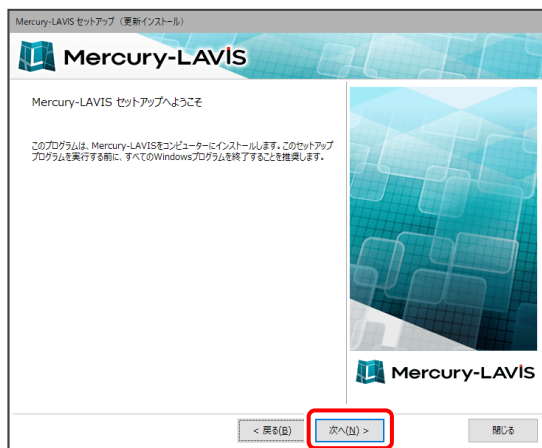 Mercury-LAVIS セットアップ（更新インストール）
Mercury-LAVIS
Mercury-LAVIS セットアップへようこそ
このプログラムは、Mercury-LAVISをコンピューターにインストールします。このセットアップ
プログラムを実行する前に、すべてのWindowsプログラムを終了することを推奨します。
Mercury-LAVIS
< 戻る(B)
次へ(N) >
閉じる